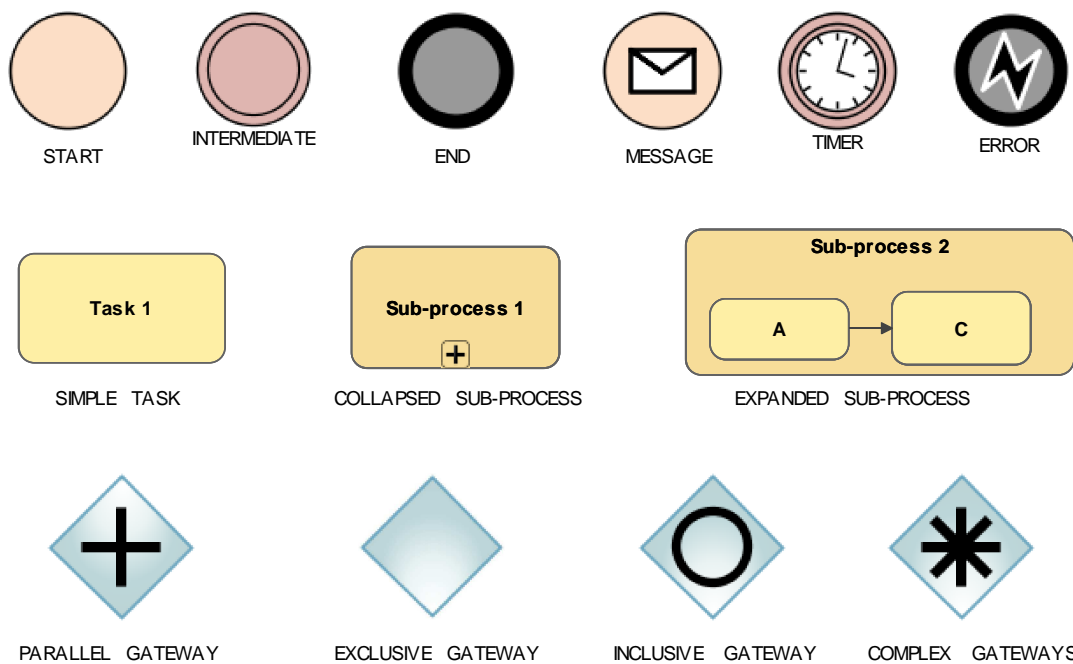 START
INTERMEDIATE
END
MESSAGE
TIMER
ERROR
Task 1
Sub-process 1
Sub-process 2
A
C
SIMPLE TASK
COLLAPSED SUB-PROCESS
EXPANDED SUB-PROCESS
PARALLEL GATEWAY
EXCLUSIVE GATEWAY
INCLUSIVE GATEWAY
COMPLEX GATEWAYS